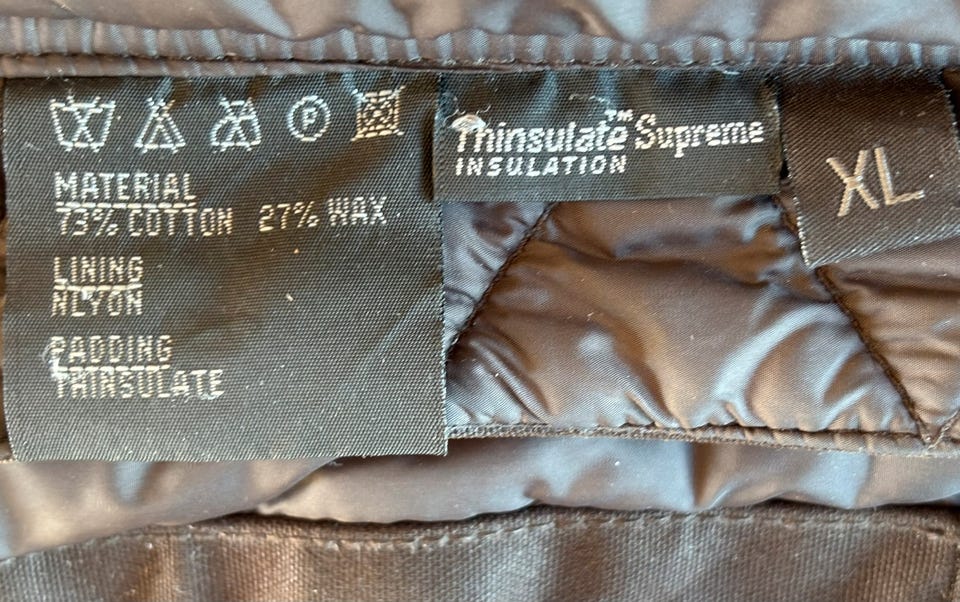 P
MATERIAL
73% COTTON 27% WAX
LINING
NLYON
PADDING
THINSULATE
Thinsulate™ Supreme
INSULATION
XL